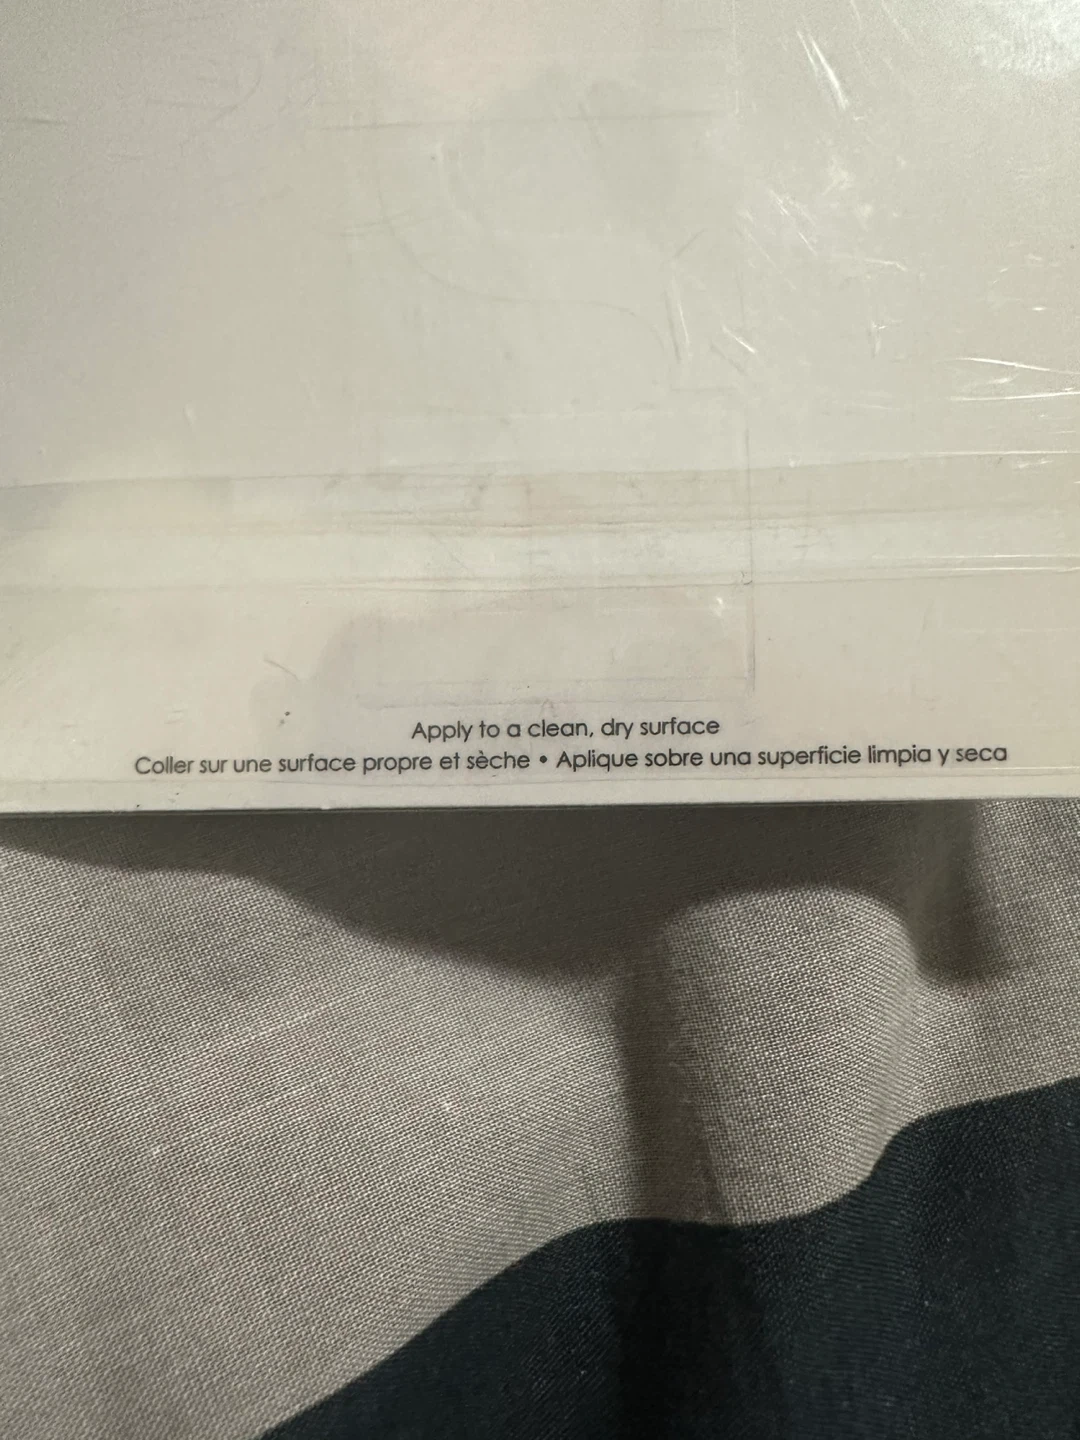 Apply to a clean, dry surface
Coller sur une surface propre et sèche • Aplique sobre una superficie limpia y seca